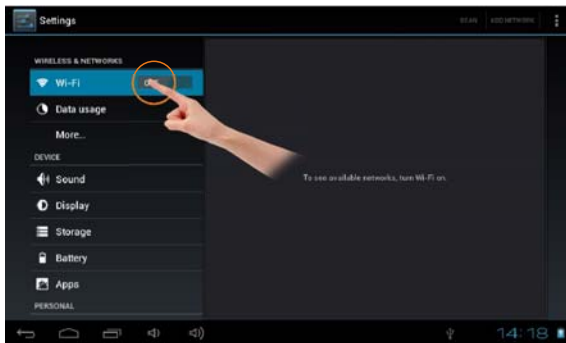 Settings
SCAN ADD NETWORK
WIRELESS & NETWORKS
Wi-Fi OFF
Data usage
More...
To see available networks, turn Wi-Fi on.
DEVICE
Sound
Display
Storage
Battery
Apps
PERSONAL
14:18